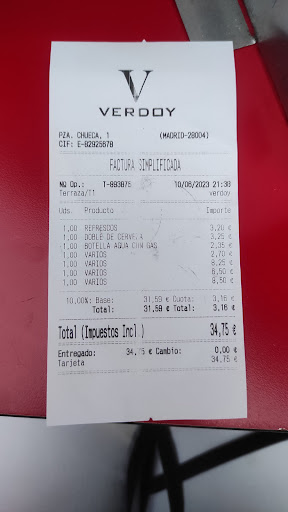 V
VERDOY
PZA. CHUECA, 1 (MADRID-28004)
CIF: E-82925678
FACTURA SIMPLIFICADA
NQ Op.: T-893875 10/06/2023 21:38
Terraza/T1 verdoy
Uds. Producto Importe
1,00 REFRESCOS 3,20 €
1,00 DOBLE DE CERVEZA 3,25 €
1,00 BOTELLA AGUA CON GAS 2,35 €
1,00 VARIOS 2,70 €
1,00 VARIOS 8,25 €
1,00 VARIOS 6,50 €
1,00 VARIOS 8,50 €
10,00%: Base: 31,59 € Cuota: 3,16 €
Total: 31,59 € Total: 3,16 €
Total (Impuestos Incl.) 34,75 €
Entregado: 34,75 € Cambio: 0,00 €
Tarjeta 34,75 €